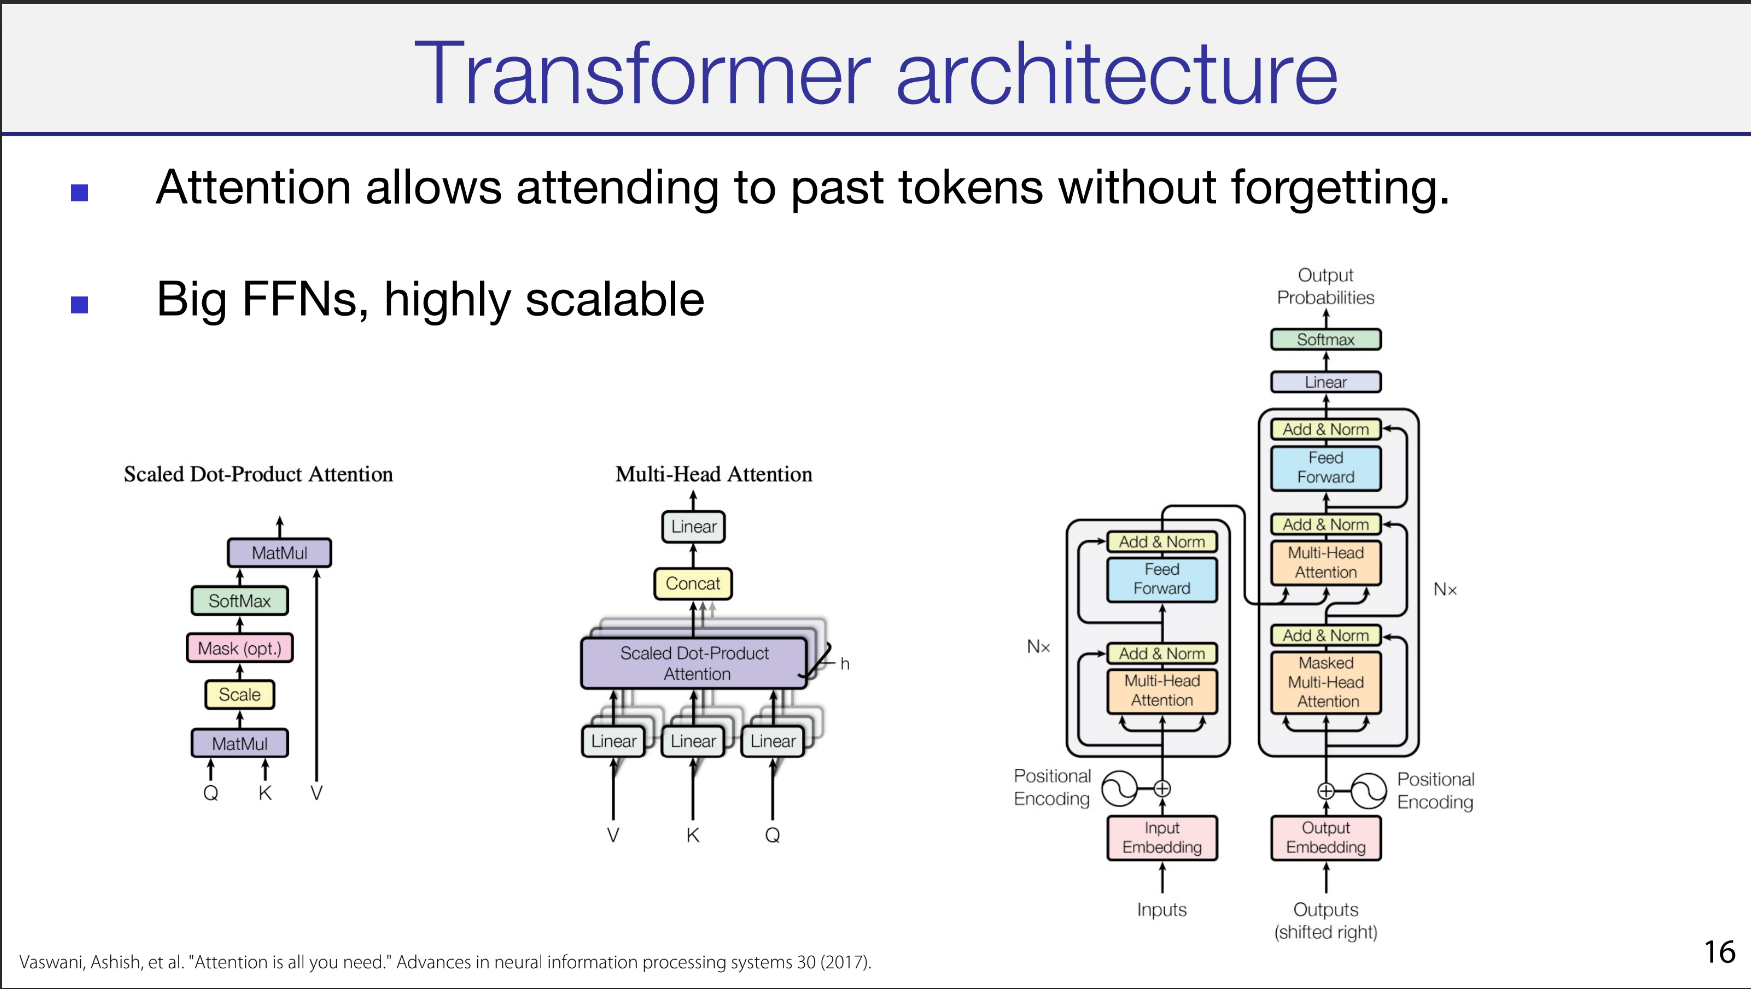 Transformer architecture
Attention allows attending to past tokens without forgetting.
Big FFNs, highly scalable
Scaled Dot-Product Attention
MatMul
SoftMax
Mask (opt.)
Scale
MatMul
Q K V
Multi-Head Attention
Linear
Concat
Scaled Dot-Product
Attention
h
Linear Linear Linear
V K Q
Output
Probabilities
Softmax
Linear
Add & Norm
Feed
Forward
Add & Norm
Multi-Head
Attention
Nx
Add & Norm
Masked
Multi-Head
Attention
Add & Norm
Feed
Forward
Nx
Add & Norm
Multi-Head
Attention
Positional
Encoding
Positional
Encoding
Input
Embedding
Output
Embedding
Inputs
Outputs
(shifted right)
Vaswani, Ashish, et al. "Attention is all you need." Advances in neural information processing systems 30 (2017).
16